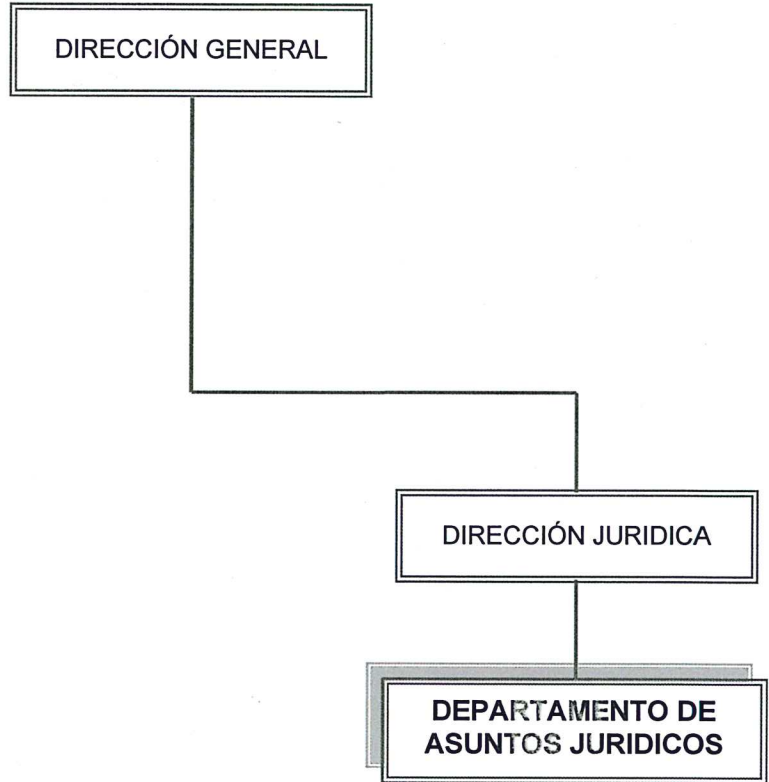 DIRECCIÓN GENERAL
DIRECCIÓN JURIDICA
DEPARTAMENTO DE
ASUNTOS JURIDICOS